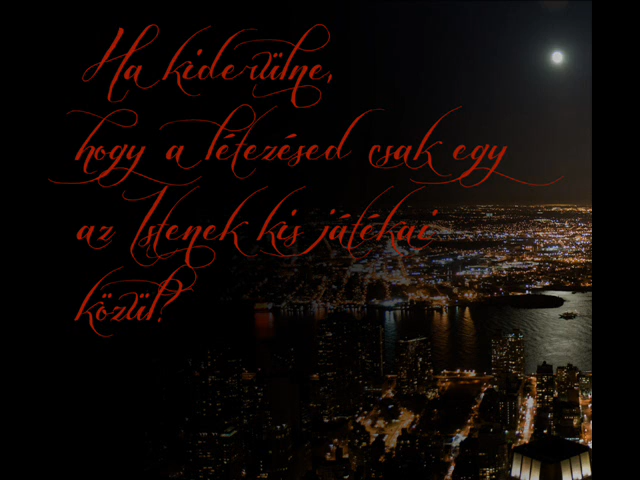 Ha kiderülne,
hogy a létezésed csak egy
az Istenek kis játékai
közül?